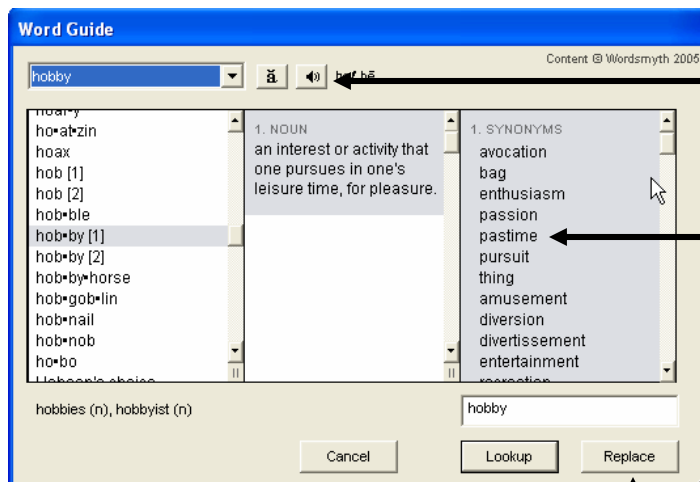 Word Guide
Content © Wordsmyth 2005
hobby
ă
ho•at•zin
hoax
hob [1]
hob [2]
hob•ble
hob•by [1]
hob•by [2]
hob•by•horse
hob•gob•lin
hob•nail
hob•nob
ho•bo
1. NOUN
an interest or activity that
one pursues in one's
leisure time, for pleasure.
1. SYNONYMS
avocation
bag
enthusiasm
passion
pastime
pursuit
thing
amusement
diversion
divertissement
entertainment
hobbies (n), hobbyist (n)
hobby
Cancel
Lookup
Replace